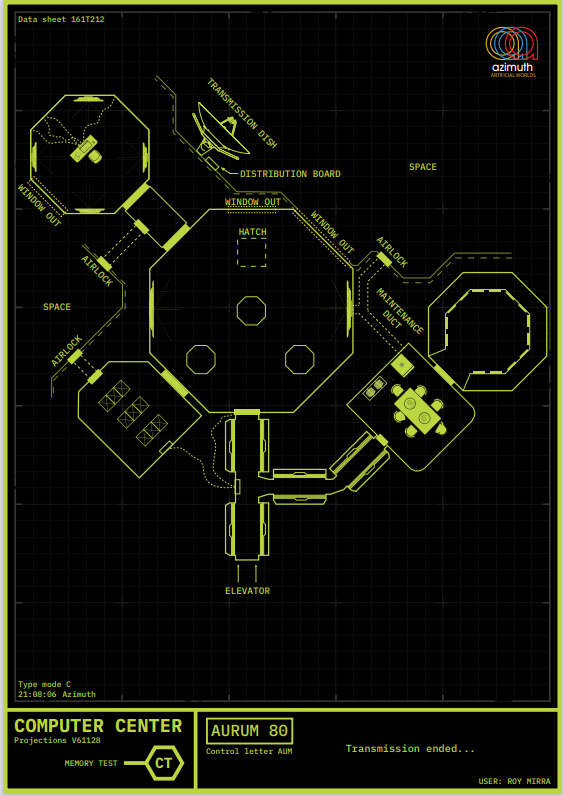 Data sheet 161T212
azimuth
ARTIFICIAL WORLDS
TRANSMISSION DISH
SPACE
DISTRIBUTION BOARD
WINDOW OUT
WINDOW OUT
WINDOW OUT
HATCH
AIRLOCK
AIRLOCK
MAINTENANCE
DUCT
SPACE
AIRLOCK
ELEVATOR
Type mode C
21:08:06 Azimuth
COMPUTER CENTER
Projections V61128
MEMORY TEST
CT
AURUM 80
Control letter AUM
Transmission ended...
USER: ROY MIRRA